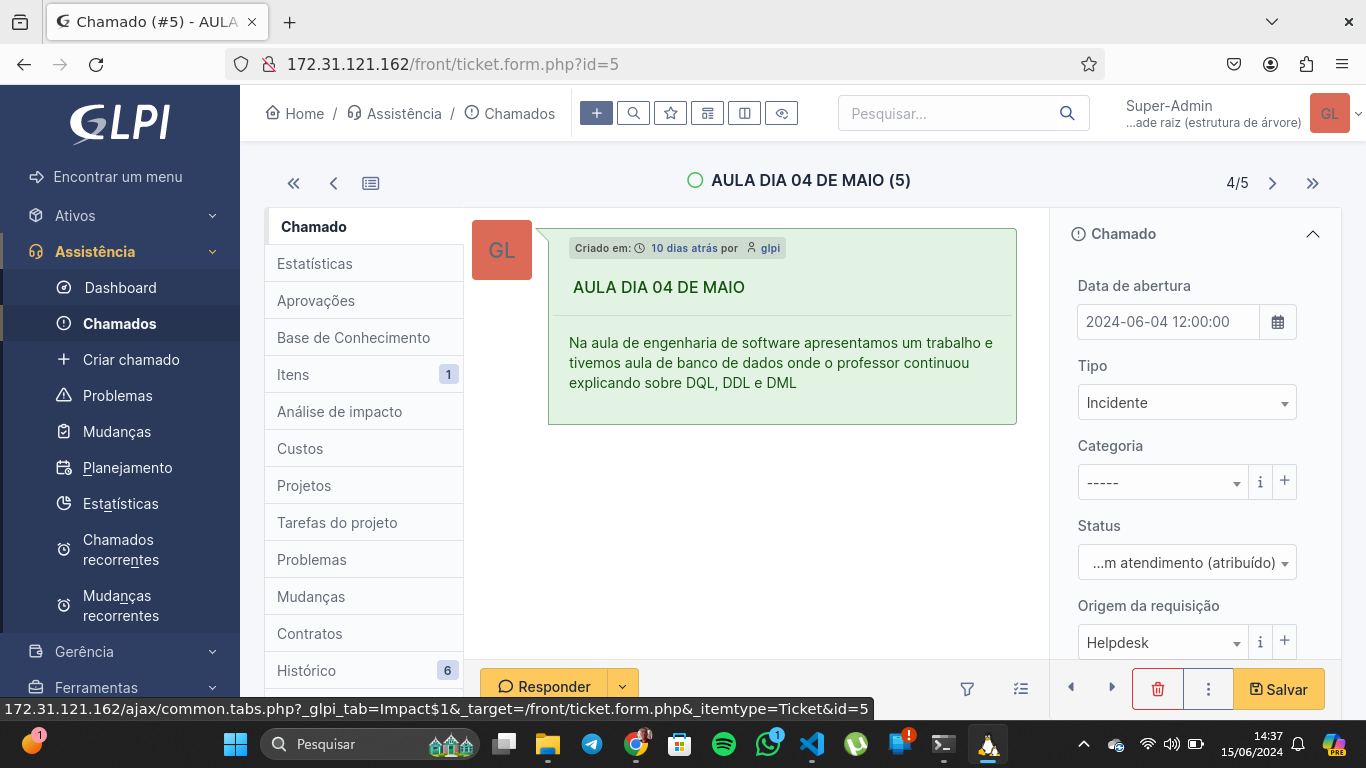 Chamado (#5) - AULA
172.31.121.162/front/ticket.form.php?id=5
GLPI
Encontrar um menu
Ativos
Assistência
Dashboard
Chamados
Criar chamado
Problemas
Mudanças
Planejamento
Estatísticas
Chamados
recorrentes
Mudanças
recorrentes
Gerência
Ferramentas
Home / Assistência / Chamados
Pesquisar...
Super-Admin
...ade raiz (estrutura de árvore)
GL
AULA DIA 04 DE MAIO (5)
4/5
Chamado
Estatísticas
Aprovações
Base de Conhecimento
Itens 1
Análise de impacto
Custos
Projetos
Tarefas do projeto
Problemas
Mudanças
Contratos
Histórico 6
GL
Criado em: 10 dias atrás por glpi
AULA DIA 04 DE MAIO
Na aula de engenharia de software apresentamos um trabalho e
tivemos aula de banco de dados onde o professor continuou
explicando sobre DQL, DDL e DML
Responder
Chamado
Data de abertura
2024-06-04 12:00:00
Tipo
Incidente
Categoria
-----
Status
...m atendimento (atribuído)
Origem da requisição
Helpdesk
Salvar
172.31.121.162/ajax/common.tabs.php?_glpi_tab=Impact$1&_target=/front/ticket.form.php&_itemtype=Ticket&id=5
1
Pesquisar
1
14:37
15/06/2024
PRE